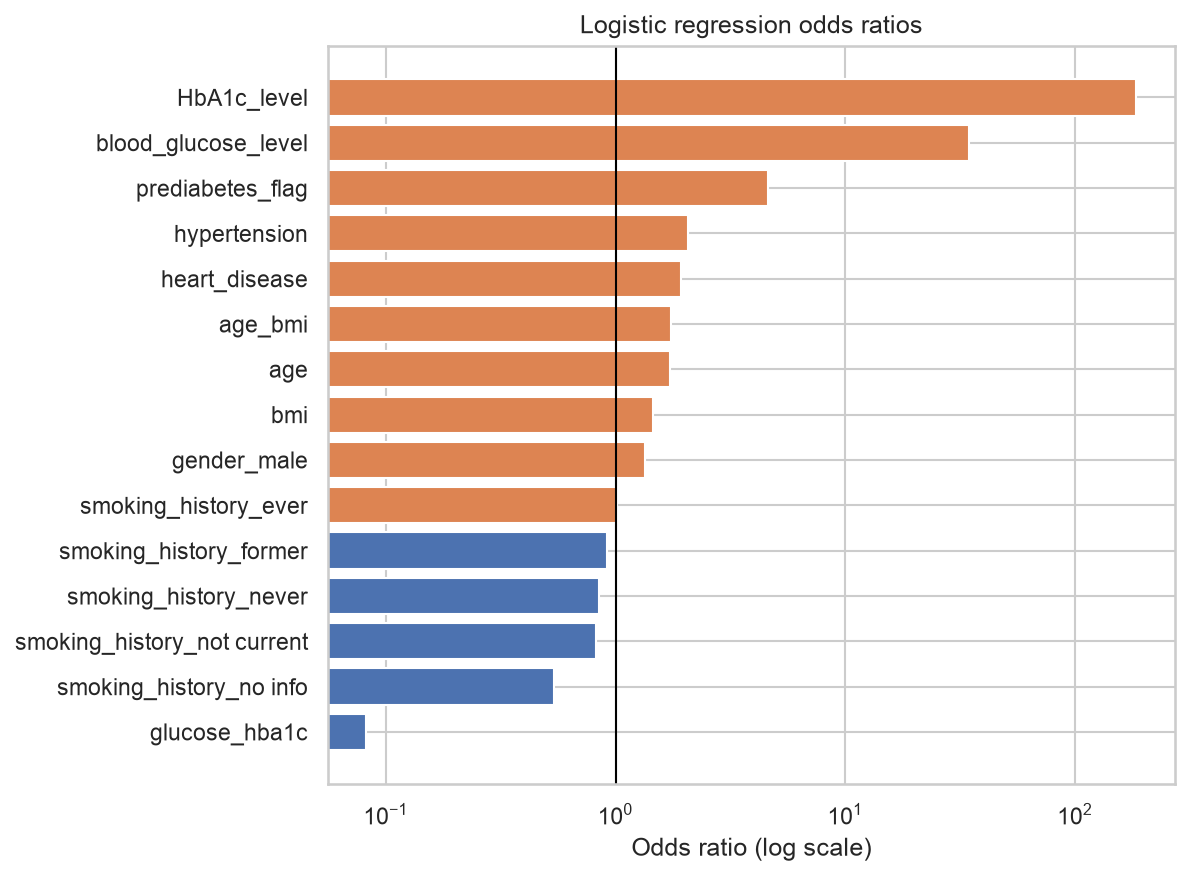 Logistic regression odds ratios
HbA1c_level
blood_glucose_level
prediabetes_flag
hypertension
heart_disease
age_bmi
age
bmi
gender_male
smoking_history_ever
smoking_history_former
smoking_history_never
smoking_history_not current
smoking_history_no info
glucose_hba1c
10⁻¹ 10⁰ 10¹ 10²
Odds ratio (log scale)